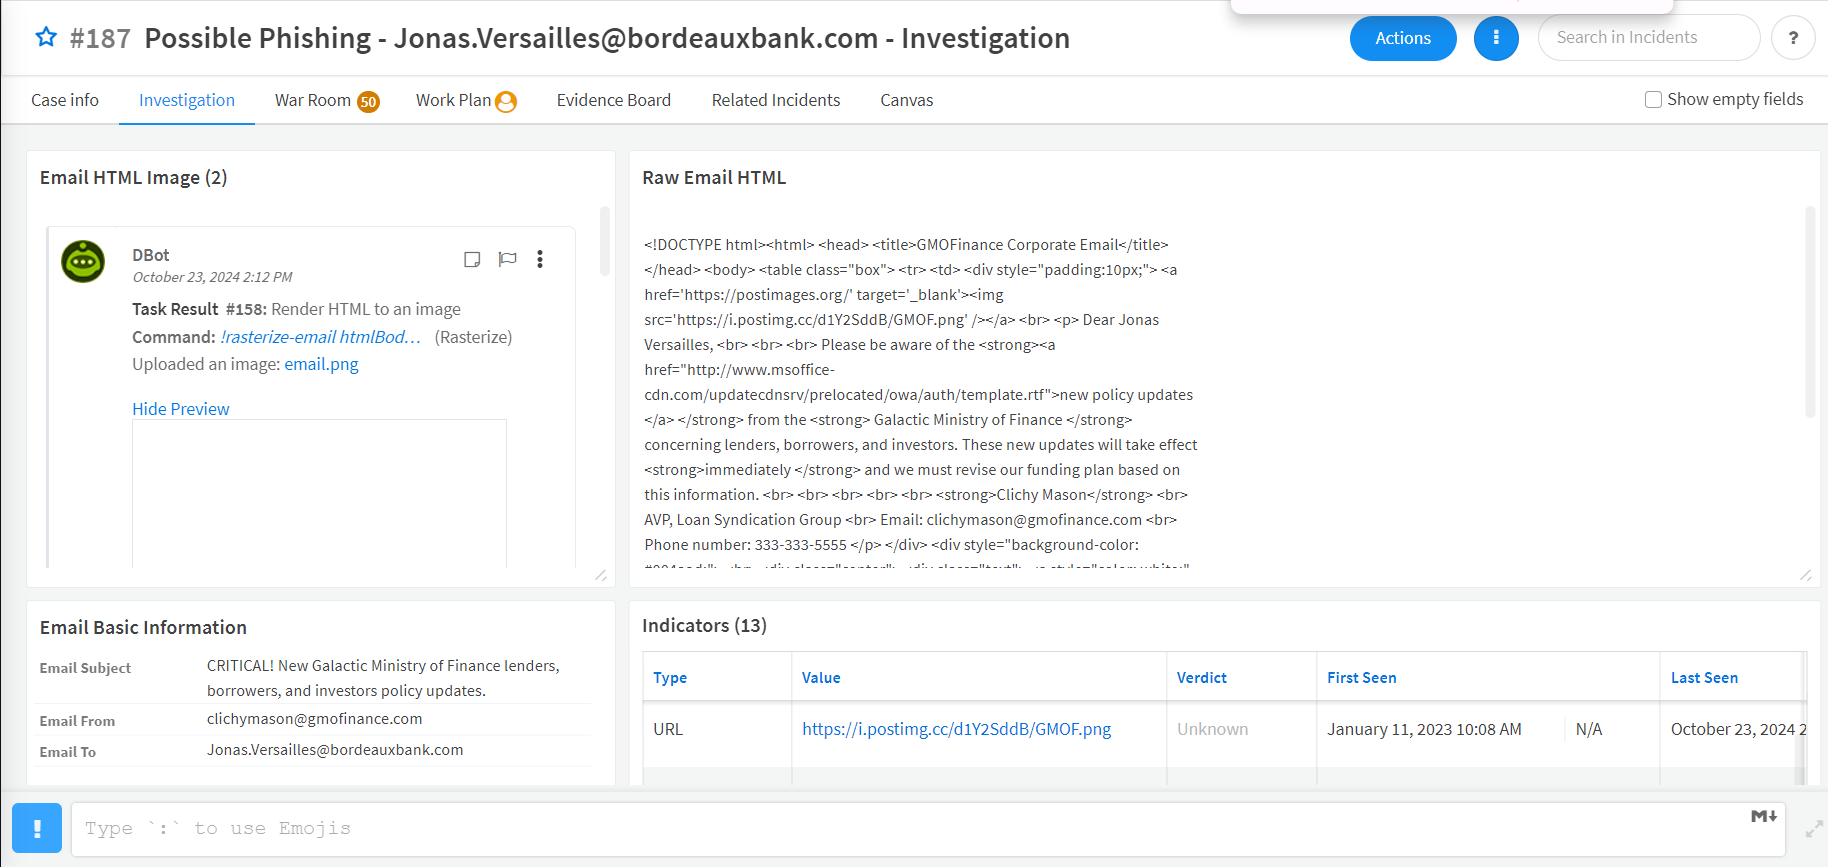 #187 Possible Phishing - Jonas.Versailles@bordeauxbank.com - Investigation
Actions
Search in Incidents
?
Case info
Investigation
War Room 50
Work Plan
Evidence Board
Related Incidents
Canvas
Show empty fields
Email HTML Image (2)
DBot
October 23, 2024 2:12 PM
Task Result #158: Render HTML to an image
Command: !rasterize-email htmlBod... (Rasterize)
Uploaded an image: email.png
Hide Preview
Raw Email HTML
<!DOCTYPE html><html> <head> <title>GMOFinance Corporate Email</title>
</head> <body> <table class="box"> <tr> <td> <div style="padding:10px;"> <a
href='https://postimages.org/' target='_blank'><img
src='https://i.postimg.cc/d1Y2SddB/GMOF.png' /></a> <br> <p> Dear Jonas
Versailles, <br> <br> <br> Please be aware of the <strong><a
href="http://www.msoffice-
cdn.com/updatecdnsrv/prelocated/owa/auth/template.rtf">new policy updates
</a> </strong> from the <strong> Galactic Ministry of Finance </strong>
concerning lenders, borrowers, and investors. These new updates will take effect
<strong>immediately </strong> and we must revise our funding plan based on
this information. <br> <br> <br> <br> <br> <strong>Clichy Mason</strong> <br>
AVP, Loan Syndication Group <br> Email: clichymason@gmofinance.com <br>
Phone number: 333-333-5555 </p> </div> <div style="background-color:
Email Basic Information
Email Subject
CRITICAL! New Galactic Ministry of Finance lenders,
borrowers, and investors policy updates.
Email From
clichymason@gmofinance.com
Email To
Jonas.Versailles@bordeauxbank.com
Indicators (13)
Type Value Verdict First Seen Last Seen
URL https://i.postimg.cc/d1Y2SddB/GMOF.png Unknown January 11, 2023 10:08 AM N/A October 23, 2024 2
!
Type `:` to use Emojis
M